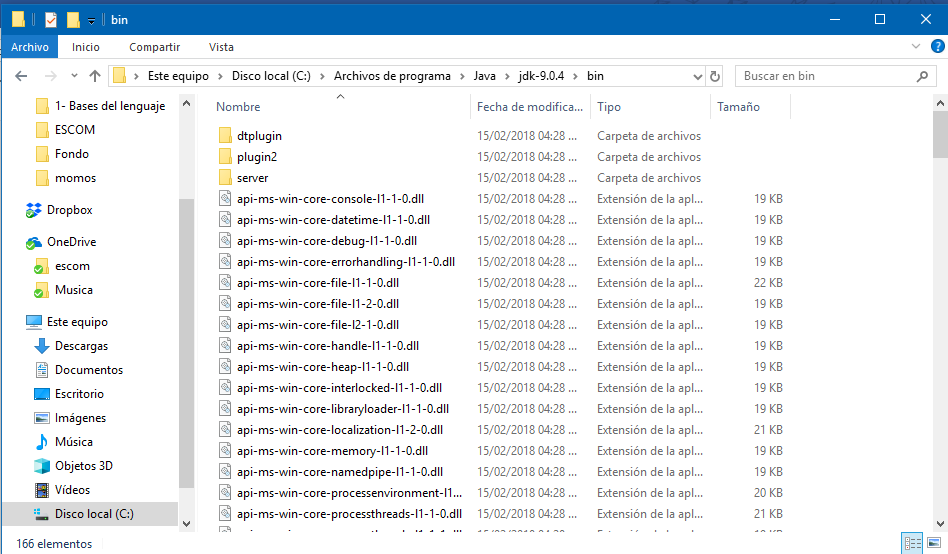 bin
Archivo Inicio Compartir Vista
Este equipo > Disco local (C:) > Archivos de programa > Java > jdk-9.0.4 > bin
Buscar en bin
1- Bases del lenguaje
ESCOM
Fondo
momos
Dropbox
OneDrive
escom
Musica
Este equipo
Descargas
Documentos
Escritorio
Imágenes
Música
Objetos 3D
Vídeos
Disco local (C:)
Nombre Fecha de modifica... Tipo Tamaño
dtplugin 15/02/2018 04:28 ... Carpeta de archivos
plugin2 15/02/2018 04:28 ... Carpeta de archivos
server 15/02/2018 04:28 ... Carpeta de archivos
api-ms-win-core-console-l1-1-0.dll 15/02/2018 04:28 ... Extensión de la apl... 19 KB
api-ms-win-core-datetime-l1-1-0.dll 15/02/2018 04:28 ... Extensión de la apl... 19 KB
api-ms-win-core-debug-l1-1-0.dll 15/02/2018 04:28 ... Extensión de la apl... 19 KB
api-ms-win-core-errorhandling-l1-1-0.dll 15/02/2018 04:28 ... Extensión de la apl... 19 KB
api-ms-win-core-file-l1-1-0.dll 15/02/2018 04:28 ... Extensión de la apl... 22 KB
api-ms-win-core-file-l1-2-0.dll 15/02/2018 04:28 ... Extensión de la apl... 19 KB
api-ms-win-core-file-l2-1-0.dll 15/02/2018 04:28 ... Extensión de la apl... 19 KB
api-ms-win-core-handle-l1-1-0.dll 15/02/2018 04:28 ... Extensión de la apl... 19 KB
api-ms-win-core-heap-l1-1-0.dll 15/02/2018 04:28 ... Extensión de la apl... 19 KB
api-ms-win-core-interlocked-l1-1-0.dll 15/02/2018 04:28 ... Extensión de la apl... 19 KB
api-ms-win-core-libraryloader-l1-1-0.dll 15/02/2018 04:28 ... Extensión de la apl... 19 KB
api-ms-win-core-localization-l1-2-0.dll 15/02/2018 04:28 ... Extensión de la apl... 21 KB
api-ms-win-core-memory-l1-1-0.dll 15/02/2018 04:28 ... Extensión de la apl... 19 KB
api-ms-win-core-namedpipe-l1-1-0.dll 15/02/2018 04:28 ... Extensión de la apl... 19 KB
api-ms-win-core-processenvironment-l1... 15/02/2018 04:28 ... Extensión de la apl... 20 KB
api-ms-win-core-processthreads-l1-1-0.dll 15/02/2018 04:28 ... Extensión de la apl... 21 KB
166 elementos